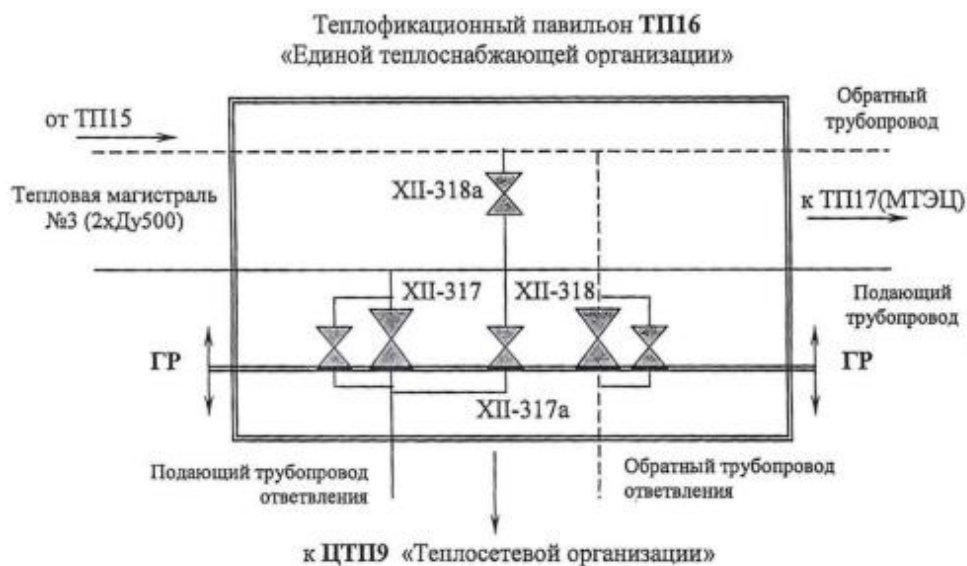 Теплофикационный павильон ТП16
«Единой теплоснабжающей организации»
от ТП15
Обратный
трубопровод
XII-318а
Тепловая магистраль
№3 (2хДу500)
к ТП17(МТЭЦ)
XII-317
XII-318
Подающий
трубопровод
ГР
ГР
XII-317а
Подающий трубопровод
ответвления
Обратный трубопровод
ответвления
к ЦТП9 «Теплосетевой организации»